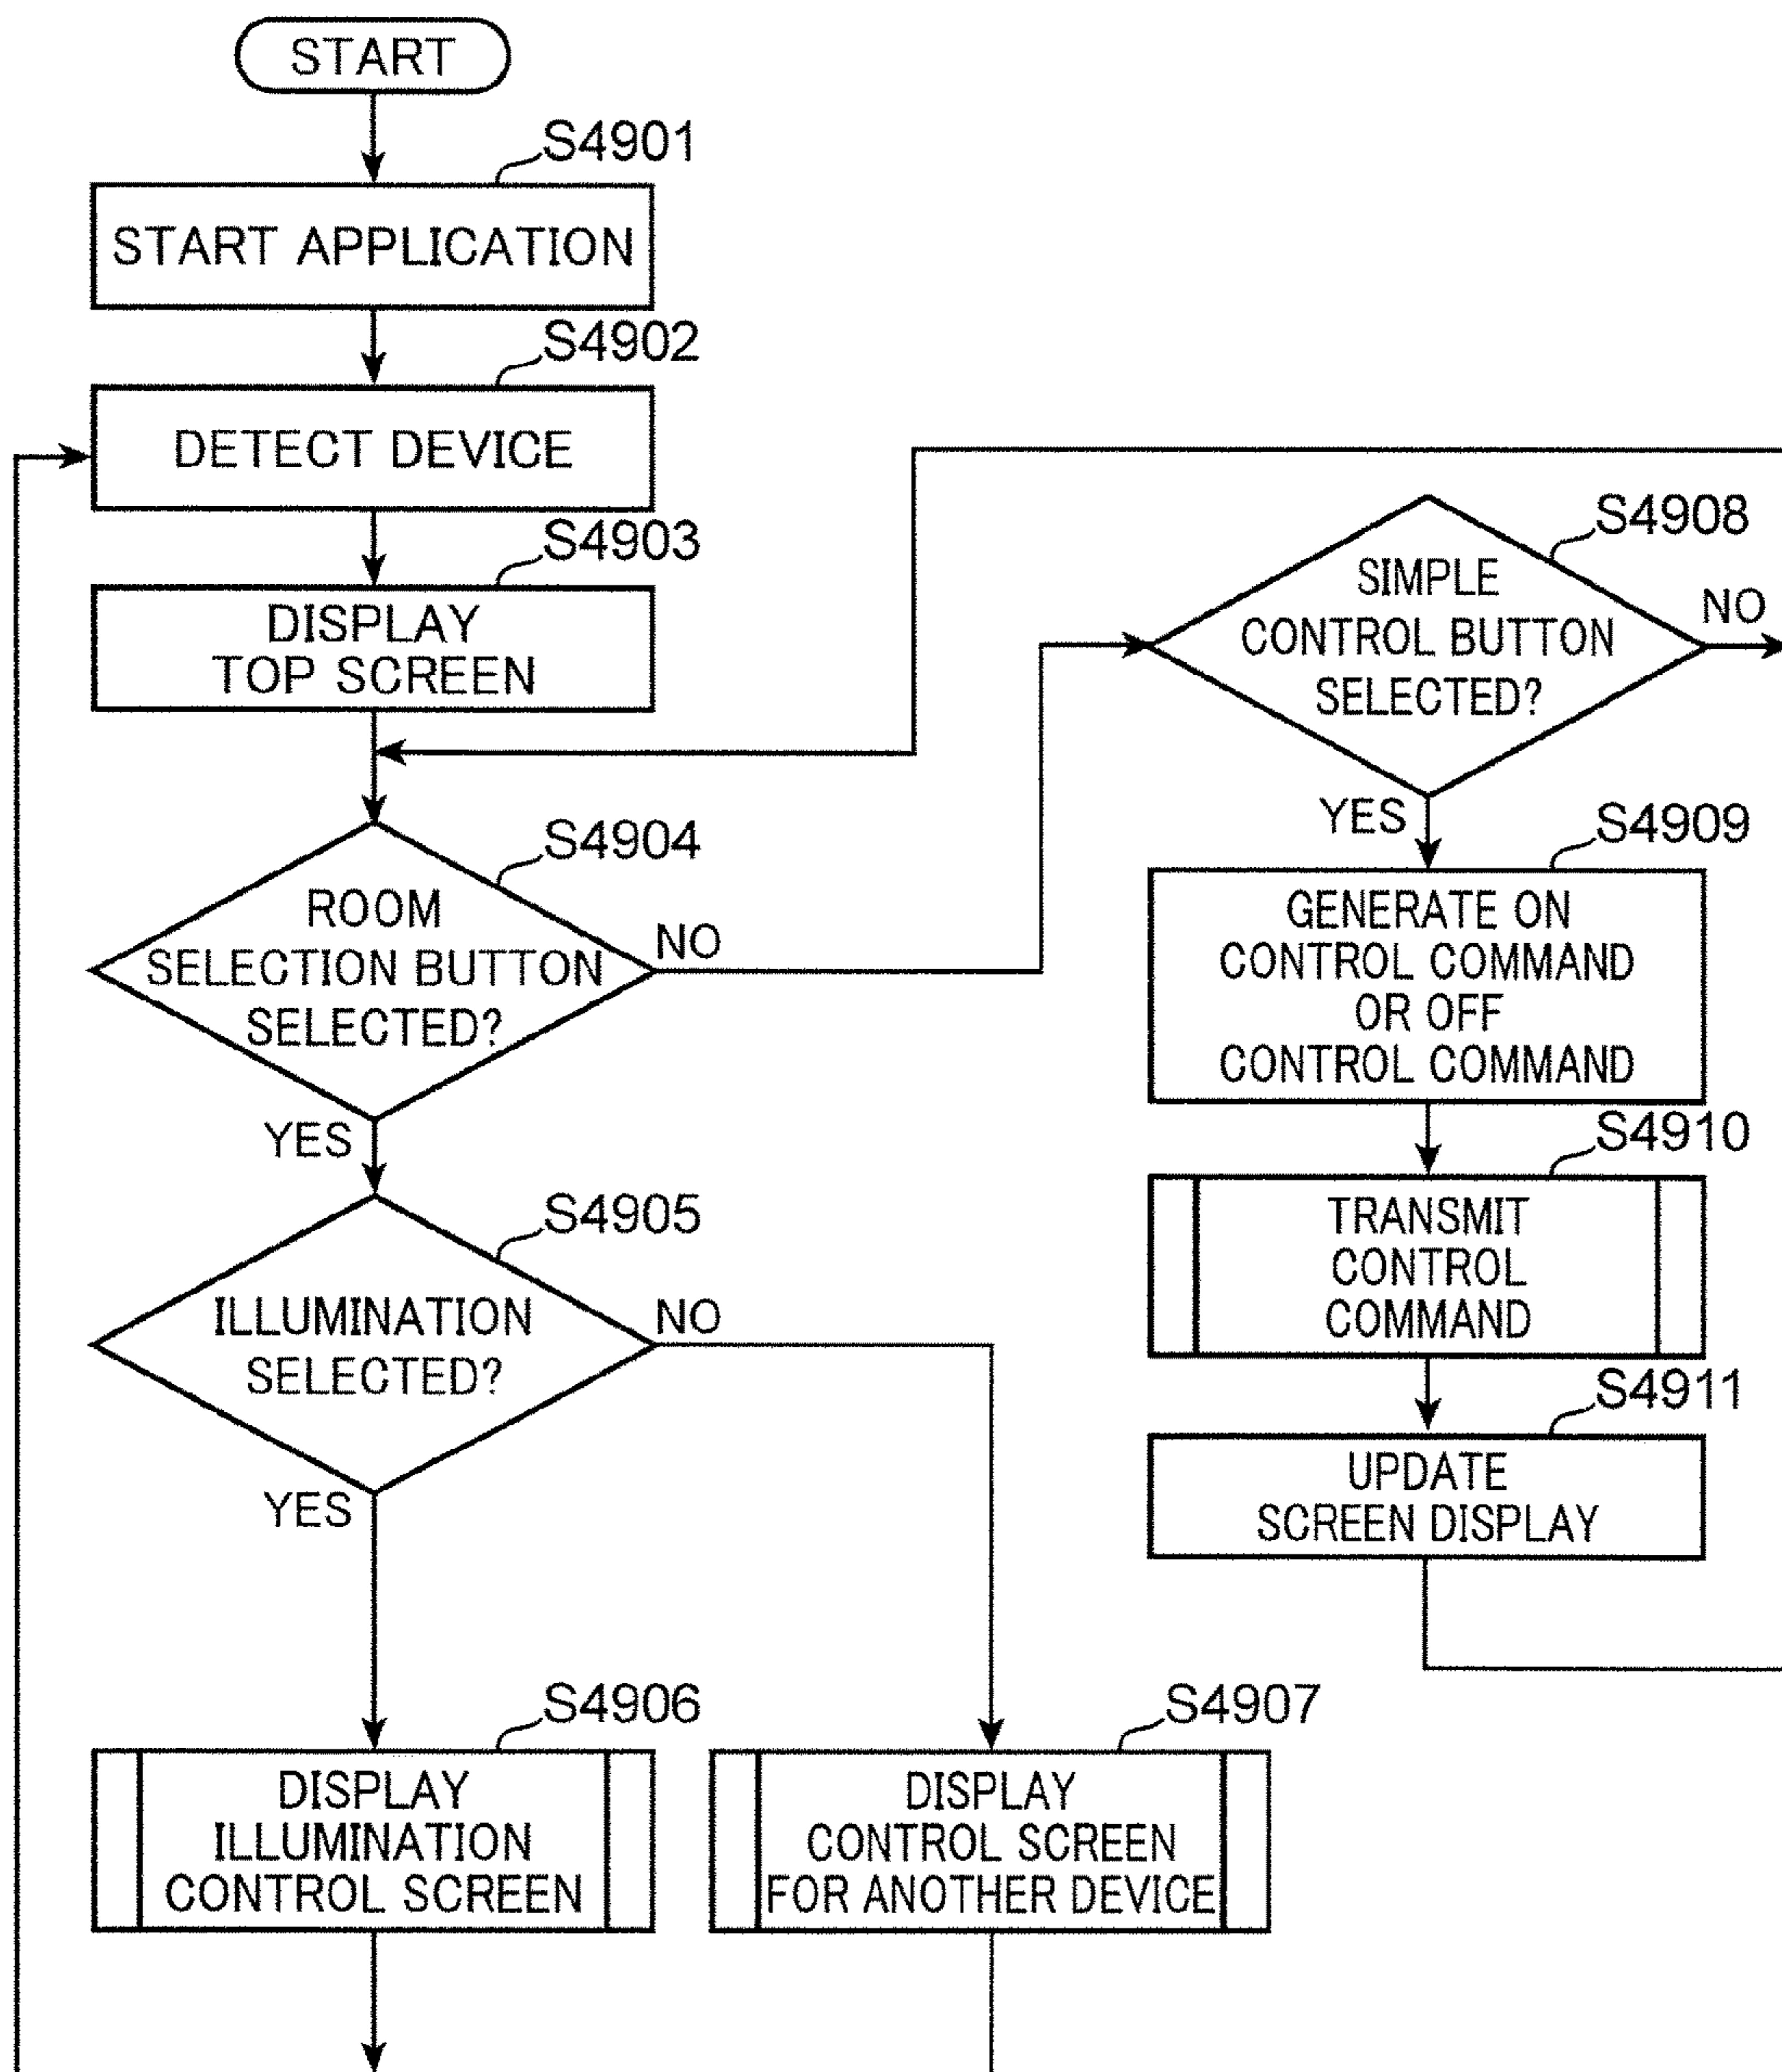 START
S4901
START APPLICATION
S4902
DETECT DEVICE
S4903
DISPLAY
TOP SCREEN
S4904
ROOM
SELECTION BUTTON
SELECTED?
NO
YES
S4905
ILLUMINATION
SELECTED?
NO
YES
S4906
DISPLAY
ILLUMINATION
CONTROL SCREEN
S4907
DISPLAY
CONTROL SCREEN
FOR ANOTHER DEVICE
S4908
SIMPLE
CONTROL BUTTON
SELECTED?
NO
YES
S4909
GENERATE ON
CONTROL COMMAND
OR OFF
CONTROL COMMAND
S4910
TRANSMIT
CONTROL
COMMAND
S4911
UPDATE
SCREEN DISPLAY